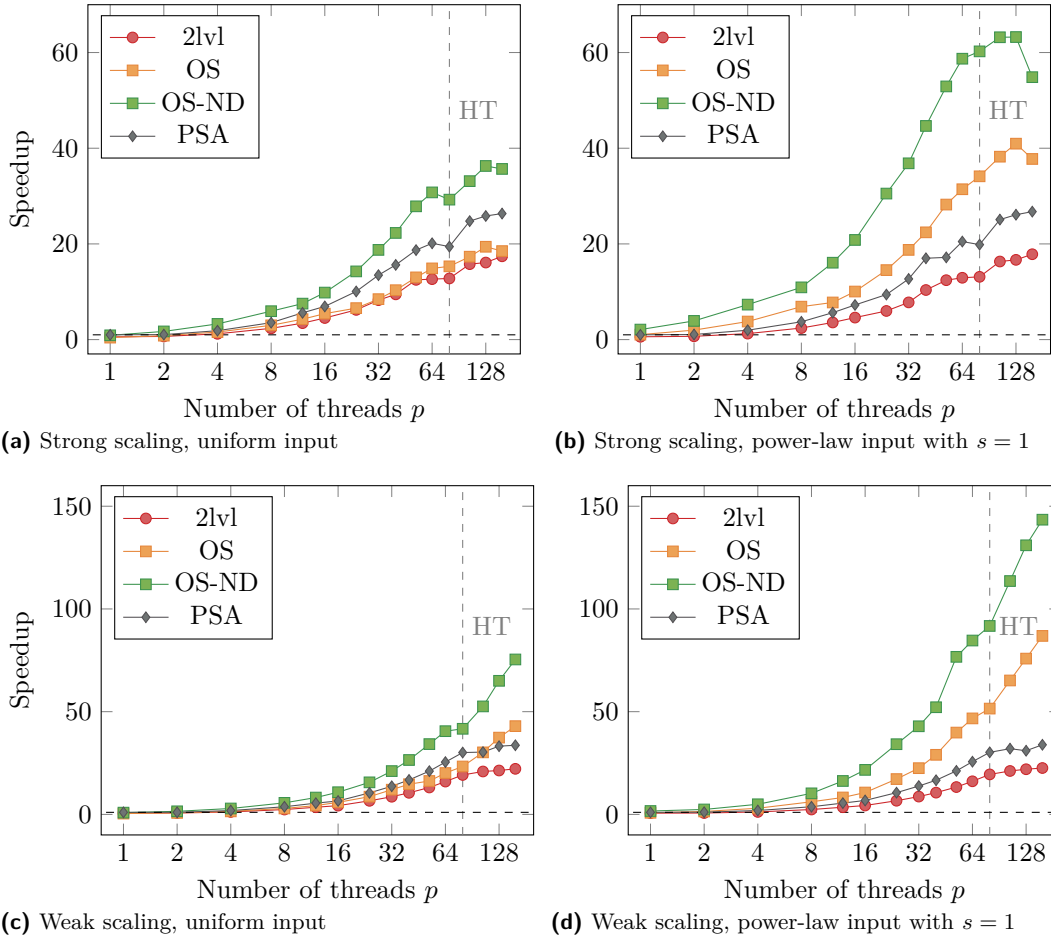 60
40
20
0
Speedup
2lvl
OS
OS-ND
PSA
HT
1 2 4 8 16 32 64 128
Number of threads p
(a) Strong scaling, uniform input
60
40
20
0
2lvl
OS
OS-ND
PSA
HT
1 2 4 8 16 32 64 128
Number of threads p
(b) Strong scaling, power-law input with s = 1
150
100
50
0
Speedup
2lvl
OS
OS-ND
PSA
HT
1 2 4 8 16 32 64 128
Number of threads p
(c) Weak scaling, uniform input
150
100
50
0
2lvl
OS
OS-ND
PSA
HT
1 2 4 8 16 32 64 128
Number of threads p
(d) Weak scaling, power-law input with s = 1